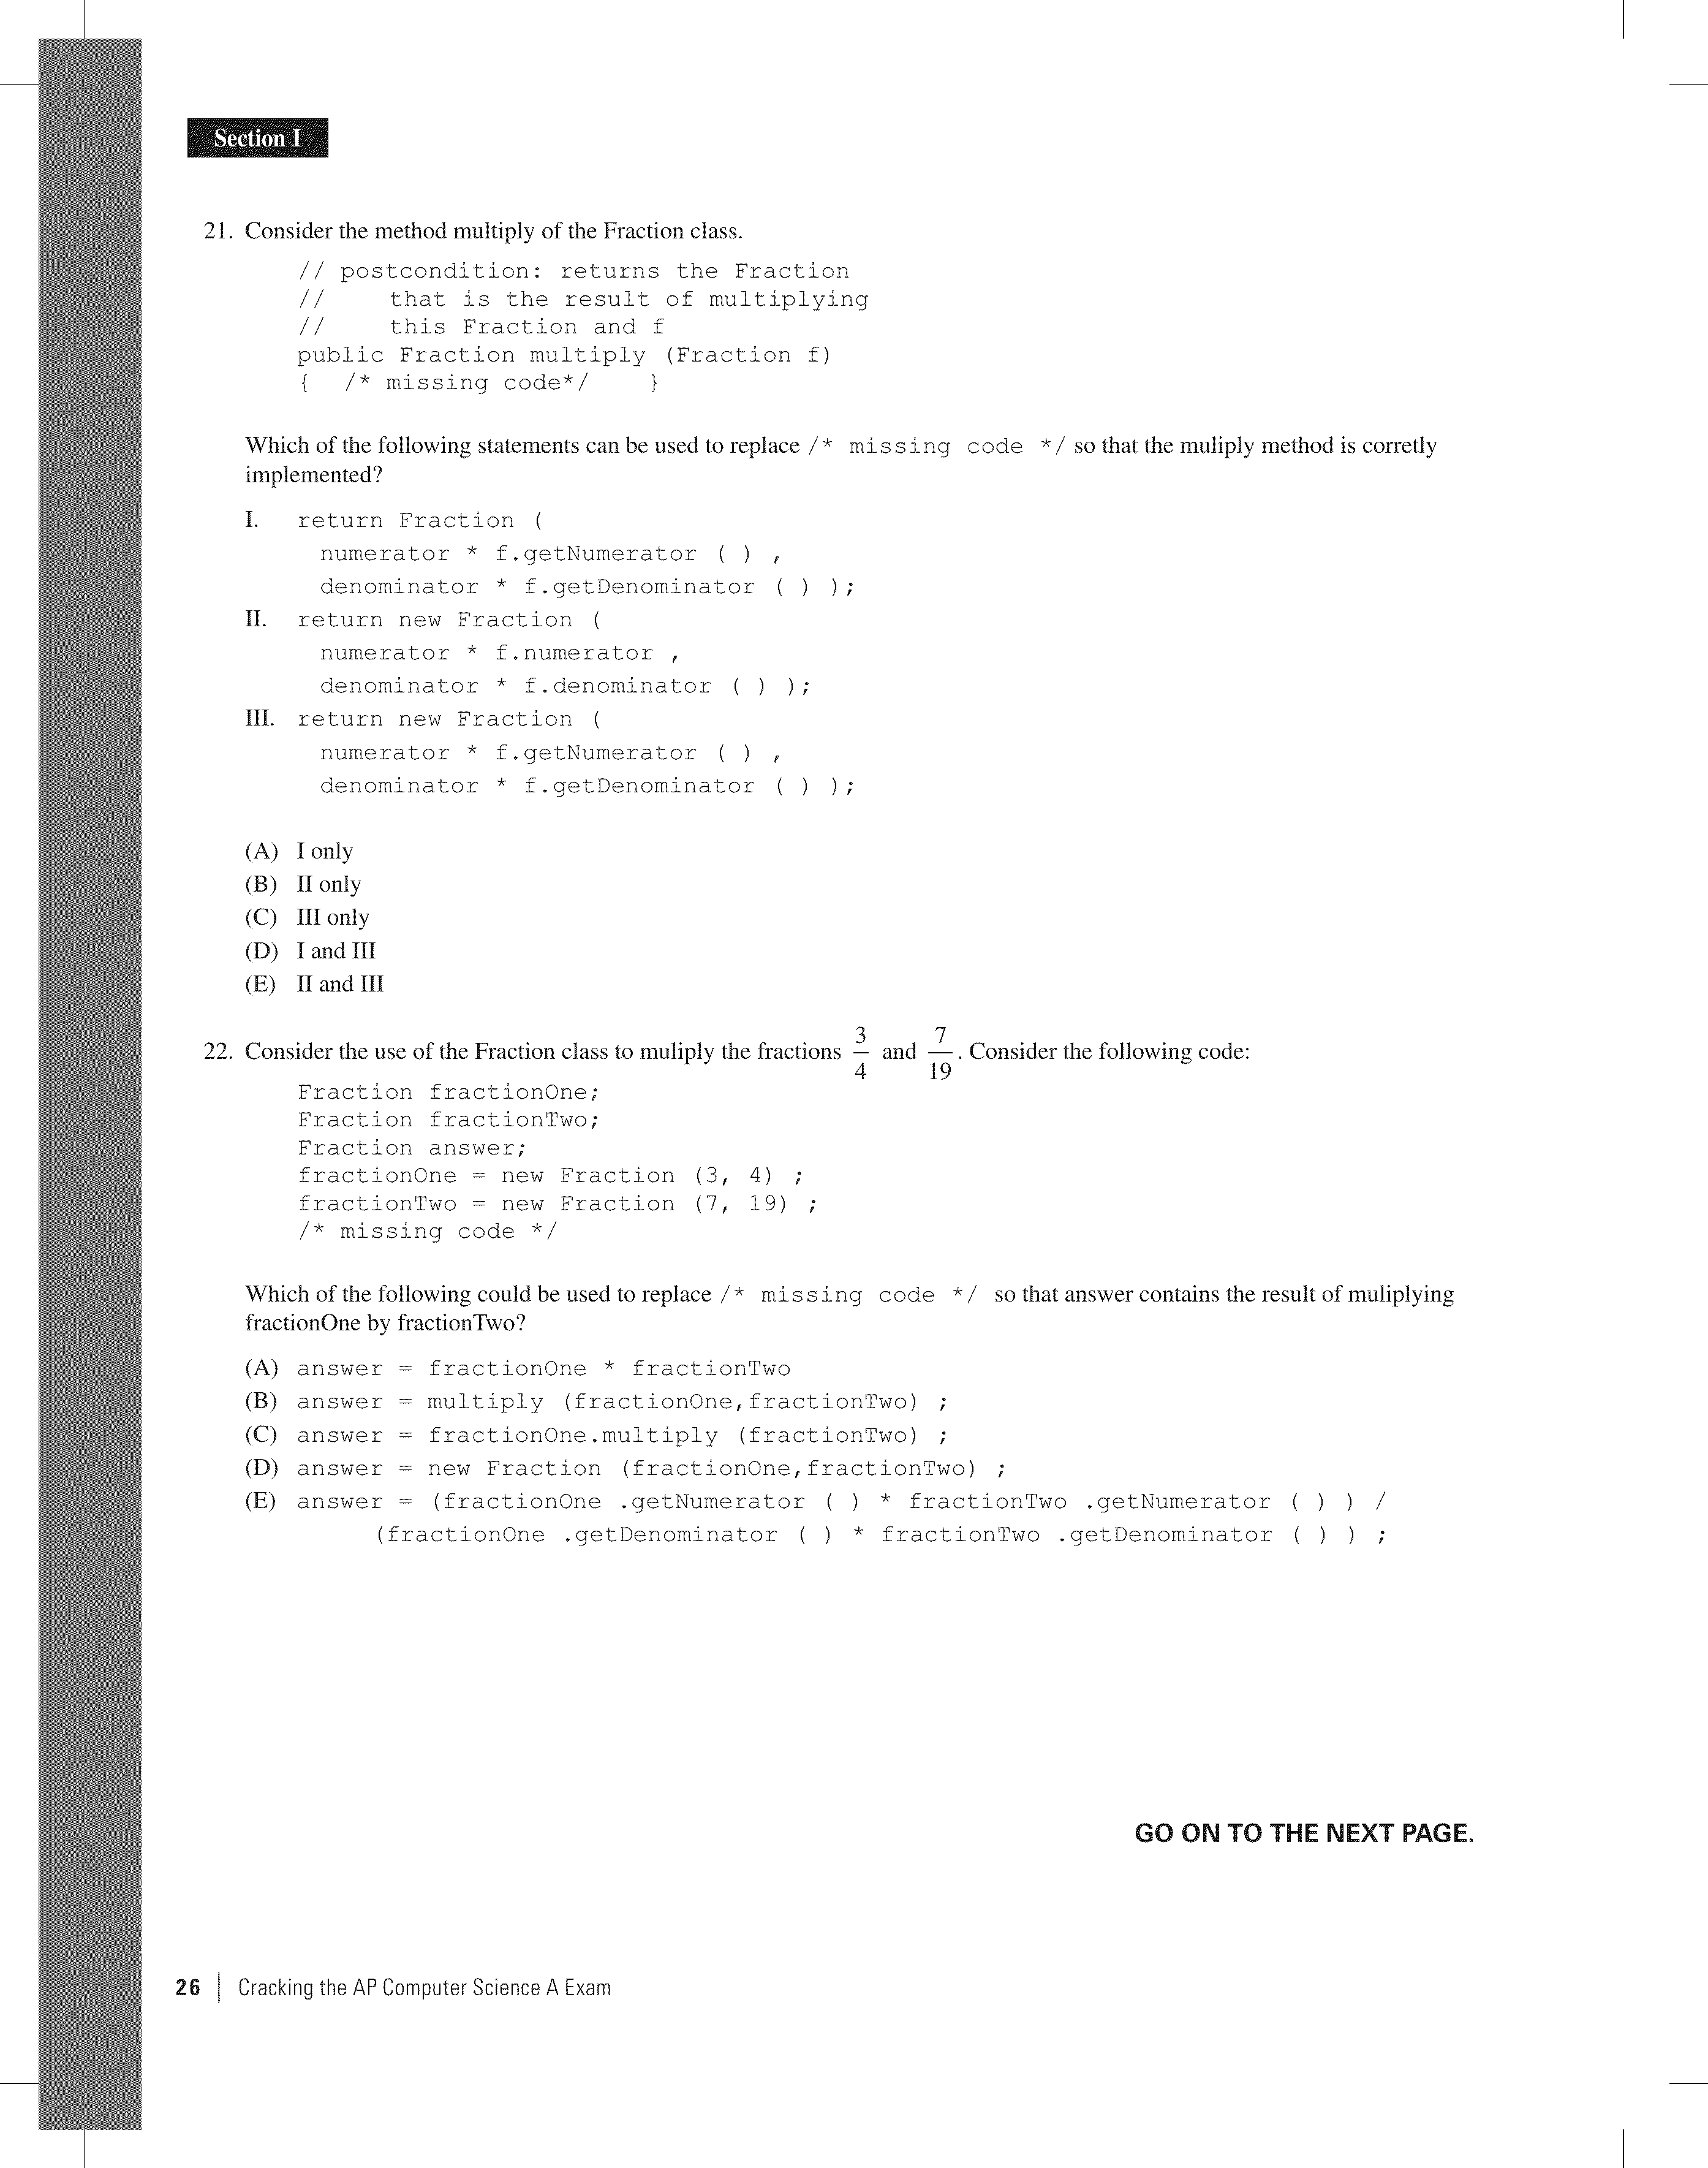 Section I
21. Consider the method multiply of the Fraction class.
// postcondition: returns the Fraction
// that is the result of multiplying
// this Fraction and f
public Fraction multiply (Fraction f)
{ /* missing code*/ }
Which of the following statements can be used to replace /* missing code */ so that the muliply method is corretly
implemented?
I. return Fraction (
numerator * f.getNumerator ( ) ,
denominator * f.getDenominator ( ) );
II. return new Fraction (
numerator * f.numerator ,
denominator * f.denominator ( ) );
III. return new Fraction (
numerator * f.getNumerator ( ) ,
denominator * f.getDenominator ( ) );
(A) I only
(B) II only
(C) III only
(D) I and III
(E) II and III
22. Consider the use of the Fraction class to muliply the fractions 3/4 and 7/19. Consider the following code:
Fraction fractionOne;
Fraction fractionTwo;
Fraction answer;
fractionOne = new Fraction (3, 4) ;
fractionTwo = new Fraction (7, 19) ;
/* missing code */
Which of the following could be used to replace /* missing code */ so that answer contains the result of muliplying
fractionOne by fractionTwo?
(A) answer = fractionOne * fractionTwo
(B) answer = multiply (fractionOne,fractionTwo) ;
(C) answer = fractionOne.multiply (fractionTwo) ;
(D) answer = new Fraction (fractionOne,fractionTwo) ;
(E) answer = (fractionOne .getNumerator ( ) * fractionTwo .getNumerator ( ) ) /
(fractionOne .getDenominator ( ) * fractionTwo .getDenominator ( ) ) ;
GO ON TO THE NEXT PAGE.
26 | Cracking the AP Computer Science A Exam